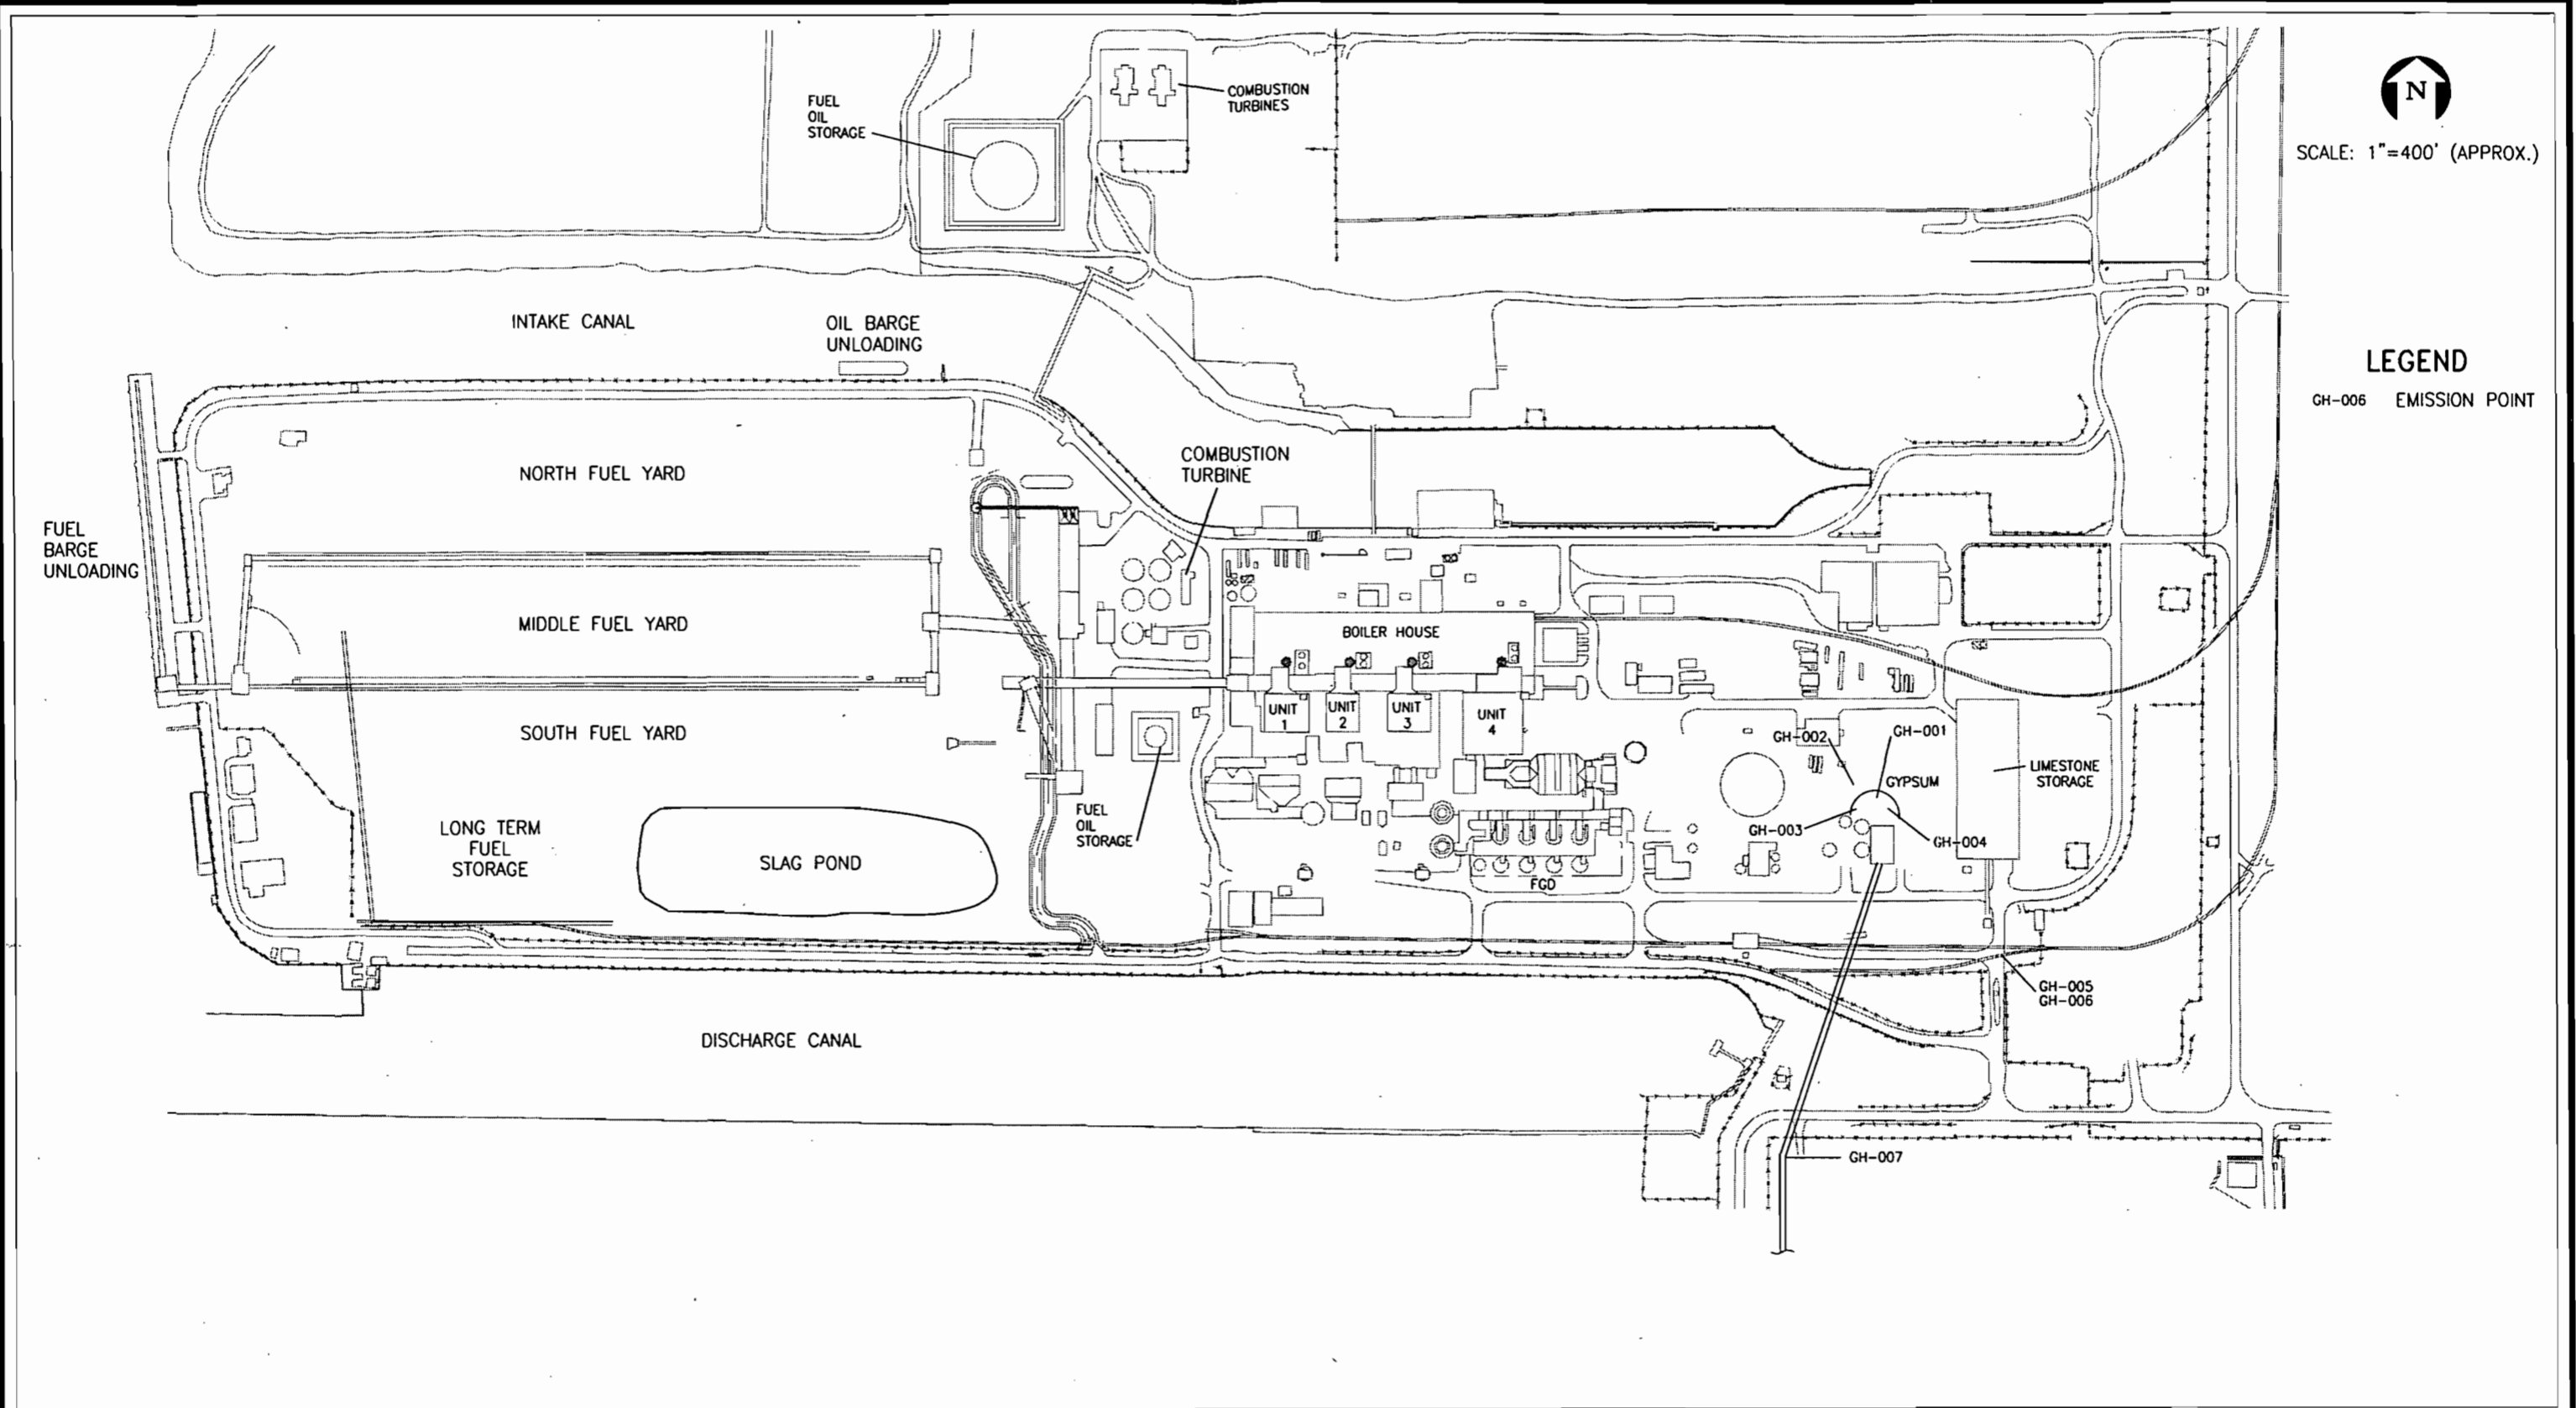 FUEL
OIL
STORAGE
COMBUSTION
TURBINES
N
SCALE: 1"=400' (APPROX.)
INTAKE CANAL
OIL BARGE
UNLOADING
LEGEND
GH-006 EMISSION POINT
NORTH FUEL YARD
COMBUSTION
TURBINE
FUEL
BARGE
UNLOADING
MIDDLE FUEL YARD
BOILER HOUSE
SOUTH FUEL YARD
UNIT
1
UNIT
2
UNIT
3
UNIT
4
GH-002
GH-001
GYPSUM
LIMESTONE
STORAGE
FUEL
OIL
STORAGE
GH-003
GH-004
LONG TERM
FUEL
STORAGE
SLAG POND
FGD
GH-005
GH-006
DISCHARGE CANAL
GH-007